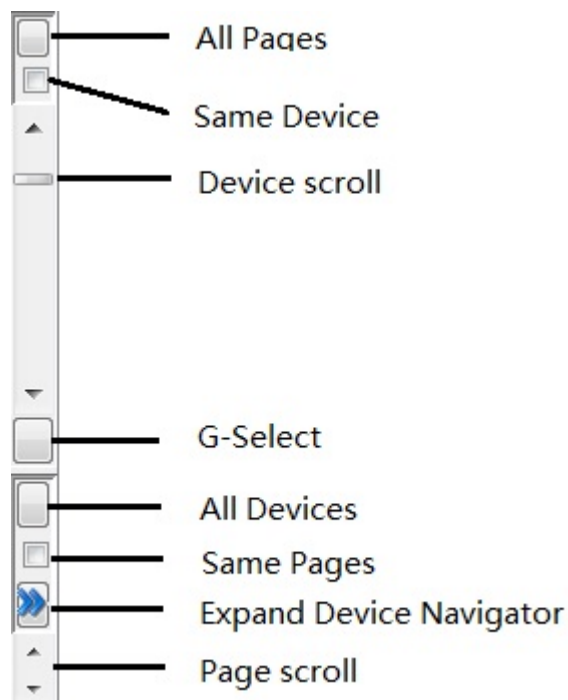 All Pages
Same Device
Device scroll
G-Select
All Devices
Same Pages
Expand Device Navigator
Page scroll